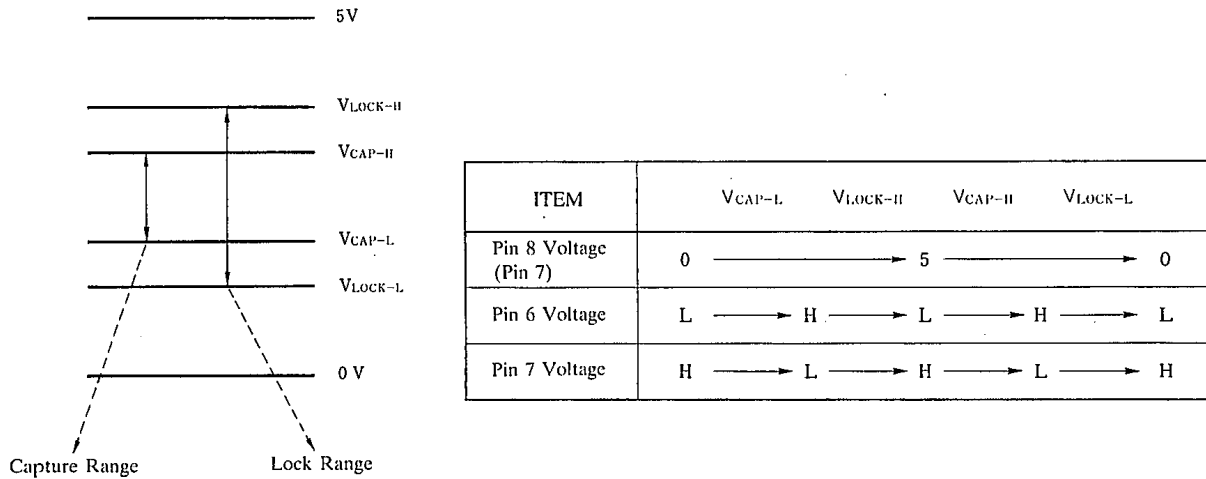 5V
VLOCK-H
VCAP-H
VCAP-L
VLOCK-L
0 V
Capture Range
Lock Range
ITEM VCAP-L VLOCK-H VCAP-H VLOCK-L
Pin 8 Voltage
(Pin 7)
0 5 0
Pin 6 Voltage L H L H L
Pin 7 Voltage H L H L H